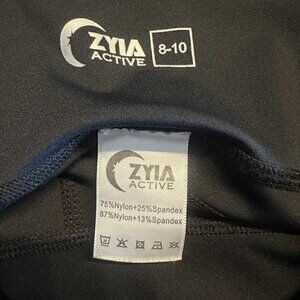 ZYIA
ACTIVE
8-10
ZYIA
ACTIVE
75%Nylon+25%Spandex
87%Nylon+13%Spandex